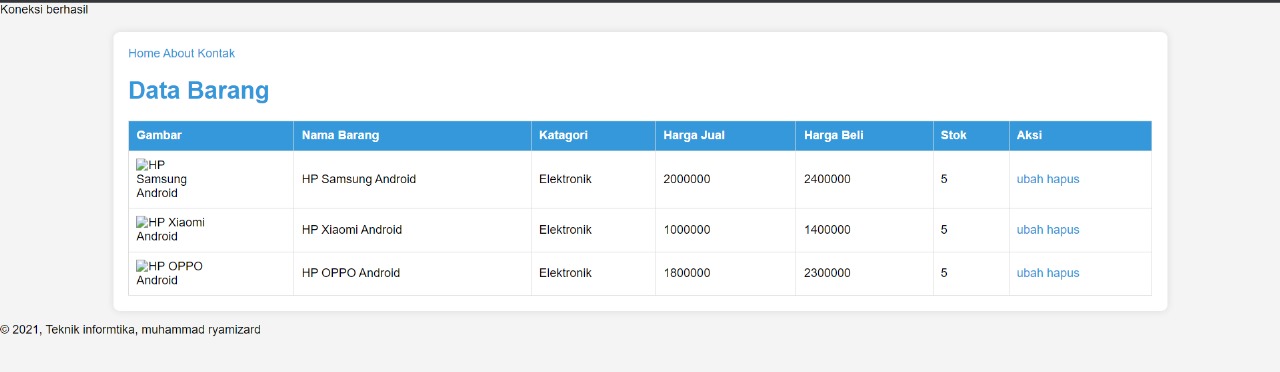 Koneksi berhasil
Home About Kontak
Data Barang
Gambar Nama Barang Katagori Harga Jual Harga Beli Stok Aksi
HP Samsung Android HP Samsung Android Elektronik 2000000 2400000 5 ubah hapus
HP Xiaomi Android HP Xiaomi Android Elektronik 1000000 1400000 5 ubah hapus
HP OPPO Android HP OPPO Android Elektronik 1800000 2300000 5 ubah hapus
© 2021, Teknik informtika, muhammad ryamizard